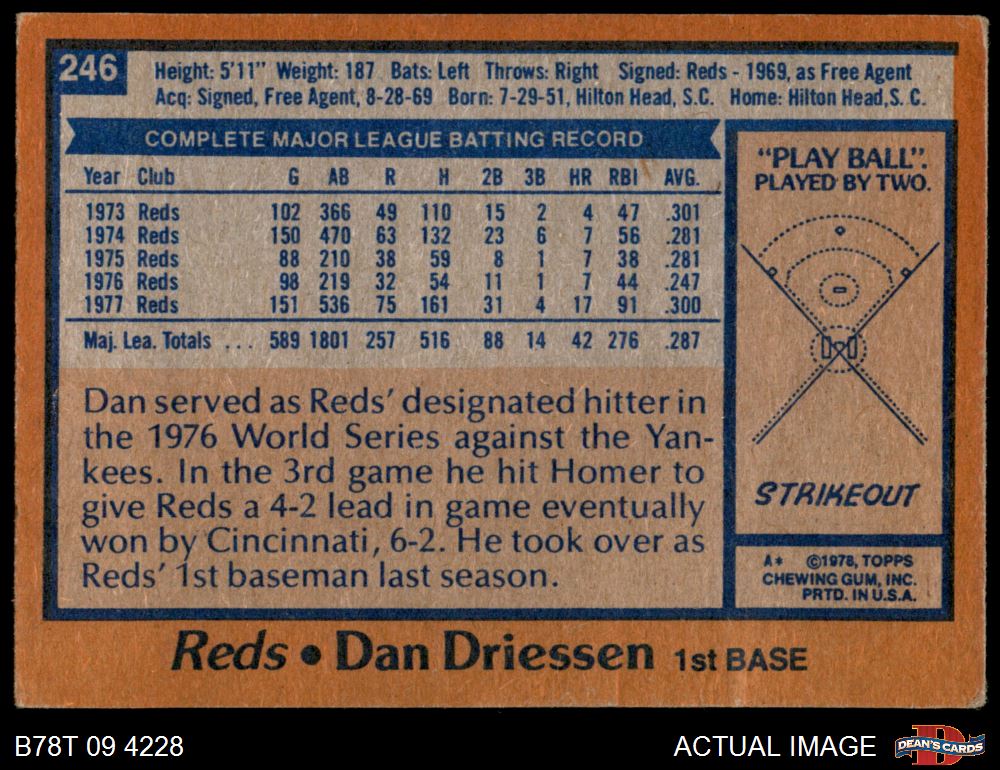 246
Height: 5'11" Weight: 187 Bats: Left Throws: Right Signed: Reds - 1969, as Free Agent
Acq: Signed, Free Agent, 8-28-69 Born: 7-29-51, Hilton Head, S.C. Home: Hilton Head, S. C.
COMPLETE MAJOR LEAGUE BATTING RECORD
Year Club G AB R H 2B 3B HR RBI AVG.
1973 Reds 102 366 49 110 15 2 4 47 .301
1974 Reds 150 470 63 132 23 6 7 56 .281
1975 Reds 88 210 38 59 8 1 7 38 .281
1976 Reds 98 219 32 54 11 1 7 44 .247
1977 Reds 151 536 75 161 31 4 17 91 .300
Maj. Lea. Totals ... 589 1801 257 516 88 14 42 276 .287
Dan served as Reds' designated hitter in
the 1976 World Series against the Yan-
kees. In the 3rd game he hit Homer to
give Reds a 4-2 lead in game eventually
won by Cincinnati, 6-2. He took over as
Reds' 1st baseman last season.
"PLAY BALL".
PLAYED BY TWO.
STRIKEOUT
A* ©1978, TOPPS
CHEWING GUM, INC.
PRTD. IN U.S.A.
Reds • Dan Driessen 1st BASE
B78T 09 4228
ACTUAL IMAGE
D
DEAN'S CARDS